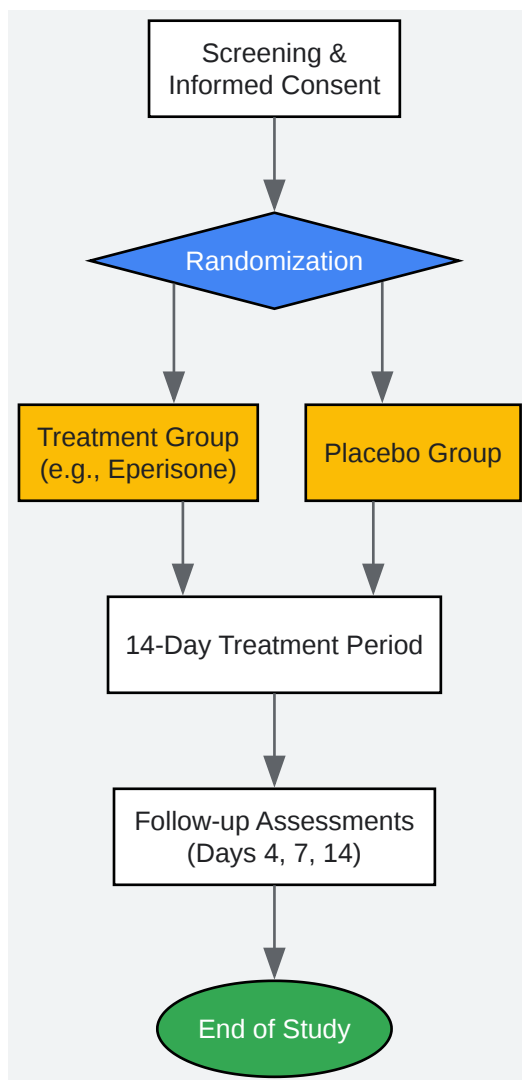 Screening &
Informed Consent
Randomization
Treatment Group
(e.g., Eperisone)
Placebo Group
14-Day Treatment Period
Follow-up Assessments
(Days 4, 7, 14)
End of Study